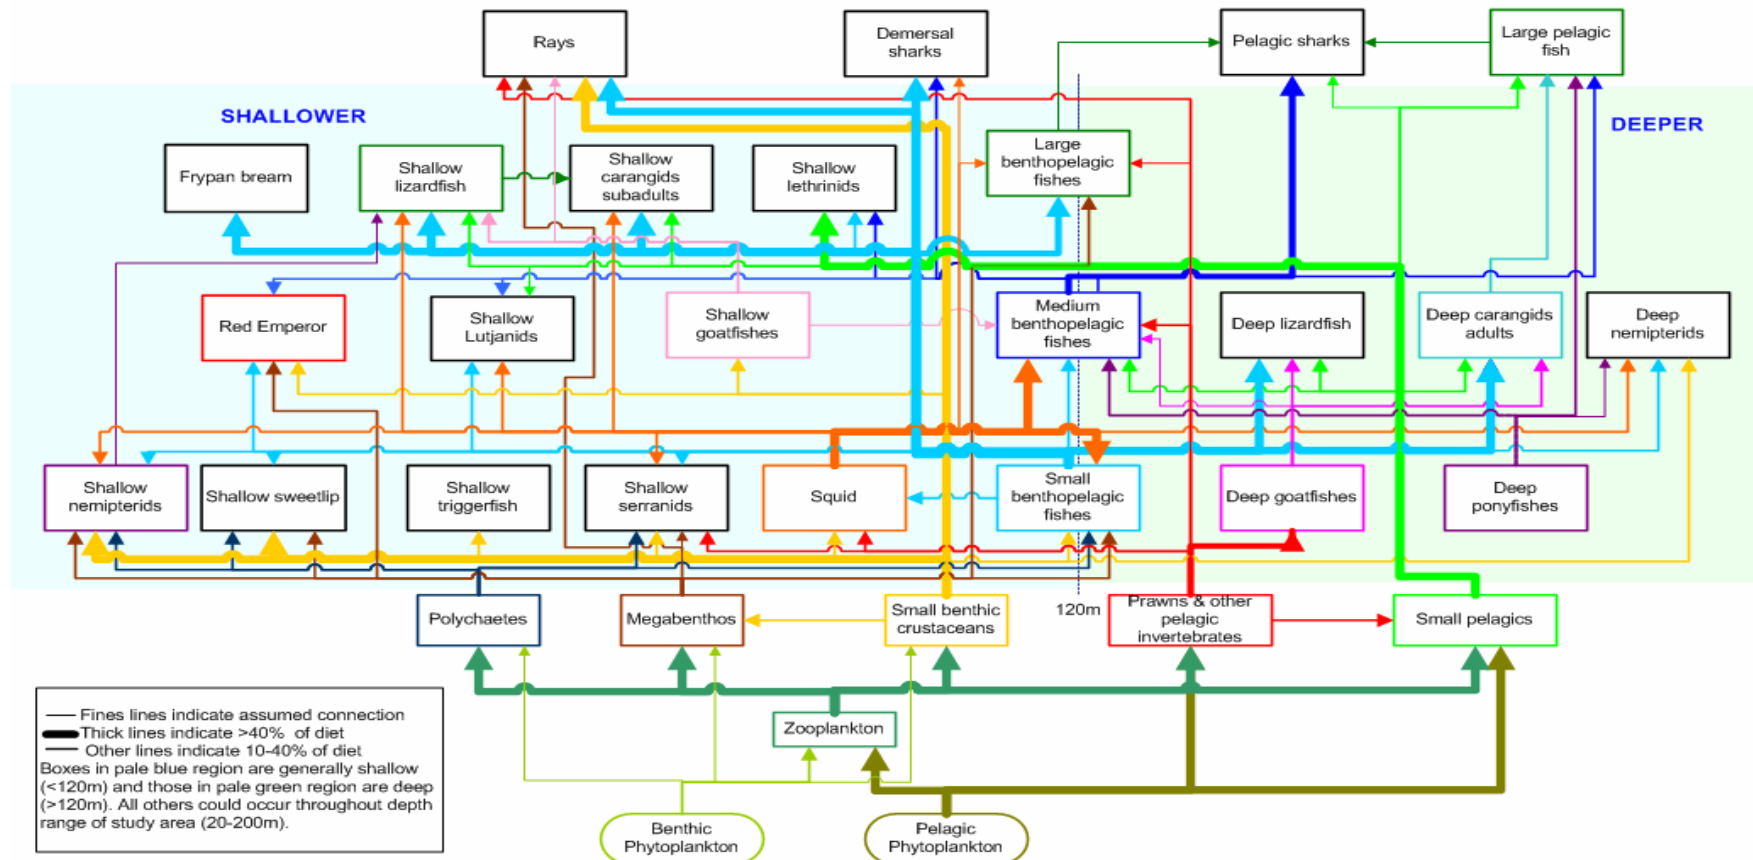 Rays
Demersal
sharks
Pelagic sharks
Large pelagic
fish
SHALLOWER
DEEPER
Frypan bream
Shallow
lizardfish
Shallow
carangids
subadults
Shallow
lethrinids
Large
benthopelagic
fishes
Red Emperor
Shallow
Lutjanids
Shallow
goatfishes
Medium
benthopelagic
fishes
Deep lizardfish
Deep carangids
adults
Deep
nemipterids
Shallow
nemipterids
Shallow sweetlip
Shallow
triggerfish
Shallow
serranids
Squid
Small
benthopelagic
fishes
Deep goatfishes
Deep
ponyfishes
Polychaetes
Megabenthos
Small benthic
crustaceans
120m
Prawns & other
pelagic
invertebrates
Small pelagics
Zooplankton
Benthic
Phytoplankton
Pelagic
Phytoplankton
Fines lines indicate assumed connection
Thick lines indicate >40% of diet
Other lines indicate 10-40% of diet
Boxes in pale blue region are generally shallow
(<120m) and those in pale green region are deep
(>120m). All others could occur throughout depth
range of study area (20-200m).